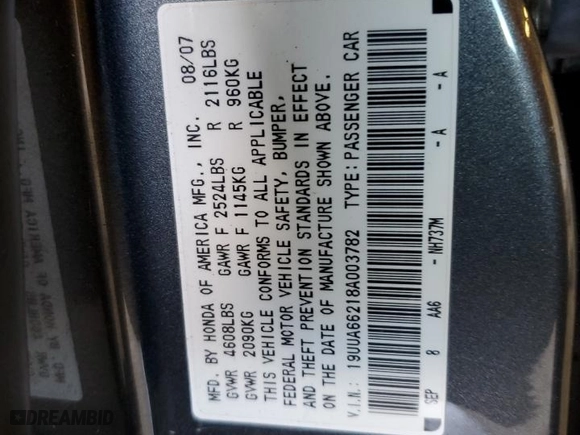 MFD. BY HONDA OF AMERICA MFG., INC. 08/07
GVWR 4608LBS GAWR F 2524LBS R 2116LBS
GVWR 2090KG GAWR F 1145KG R 960KG
THIS VEHICLE CONFORMS TO ALL APPLICABLE
FEDERAL MOTOR VEHICLE SAFETY, BUMPER,
AND THEFT PREVENTION STANDARDS IN EFFECT
ON THE DATE OF MANUFACTURE SHOWN ABOVE.
V.I.N.: 19UUA66218A003782 TYPE: PASSENGER CAR
SEP 8 AA6 - NH737M - A - A
DREAMBID